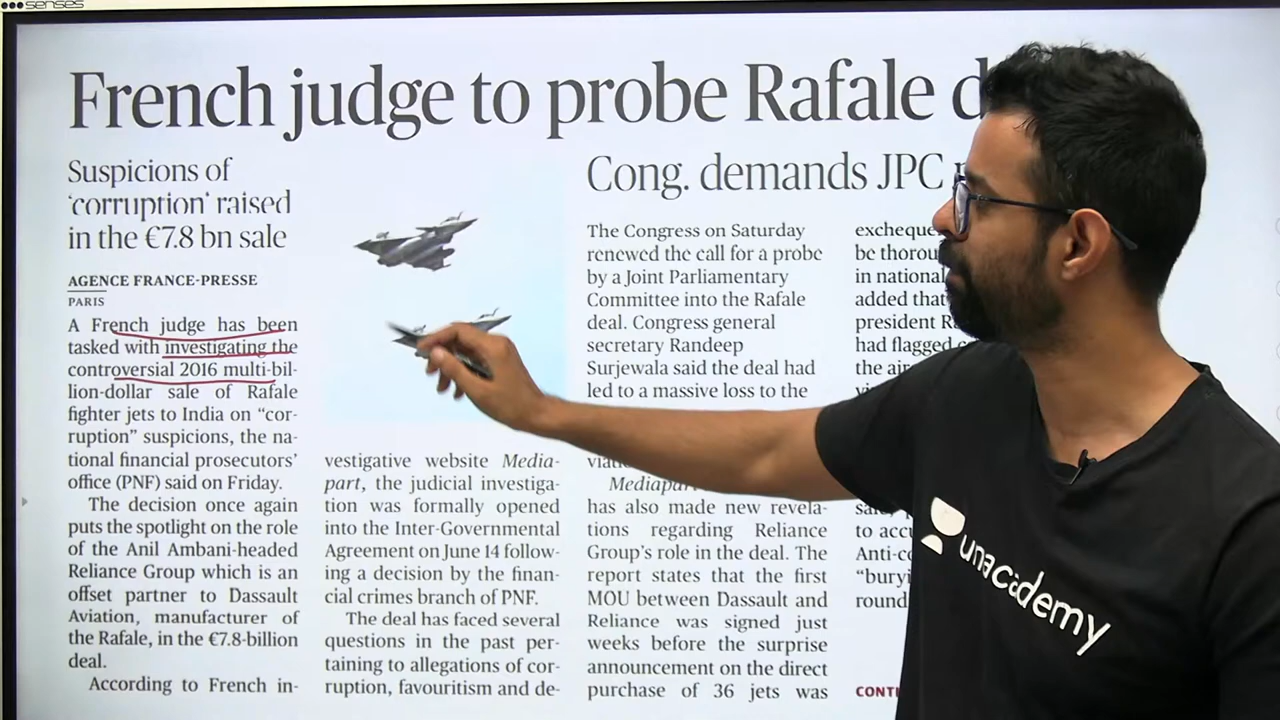 senses
French judge to probe Rafale
Suspicions of
‘corruption’ raised
in the €7.8 bn sale
AGENCE FRANCE-PRESSE
PARIS
A French judge has been
tasked with investigating the
controversial 2016 multi-bil-
lion-dollar sale of Rafale
fighter jets to India on “cor-
ruption” suspicions, the na-
tional financial prosecutors’
office (PNF) said on Friday.
The decision once again
puts the spotlight on the role
of the Anil Ambani-headed
Reliance Group which is an
offset partner to Dassault
Aviation, manufacturer of
the Rafale, in the €7.8-billion
deal.
According to French in-
vestigative website Media-
part, the judicial investiga-
tion was formally opened
into the Inter-Governmental
Agreement on June 14 follow-
ing a decision by the finan-
cial crimes branch of PNF.
The deal has faced several
questions in the past per-
taining to allegations of cor-
ruption, favouritism and de-
Cong. demands JPC
The Congress on Saturday
renewed the call for a probe
by a Joint Parliamentary
Committee into the Rafale
deal. Congress general
secretary Randeep
Surjewala said the deal had
led to a massive loss to the
Mediapar
has also made new revela-
tions regarding Reliance
Group’s role in the deal. The
report states that the first
MOU between Dassault and
Reliance was signed just
weeks before the surprise
announcement on the direct
purchase of 36 jets was
excheque
be thorou
in national
added that
president R
had flagged
the air
to accu
Anti-co
“buryi
round
CONTI
unacademy